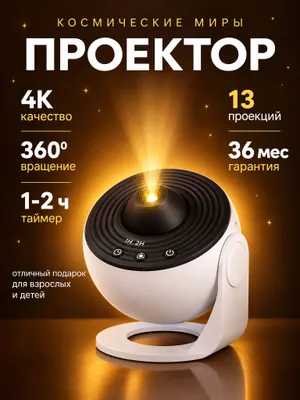 КОСМИЧЕСКИЕ МИРЫ
ПРОЕКТОР
4К
качество
13
проекций
360°
вращение
36 мес
гарантия
1-2 ч
таймер
1H 2H
отличный подарок
для взрослых
и детей